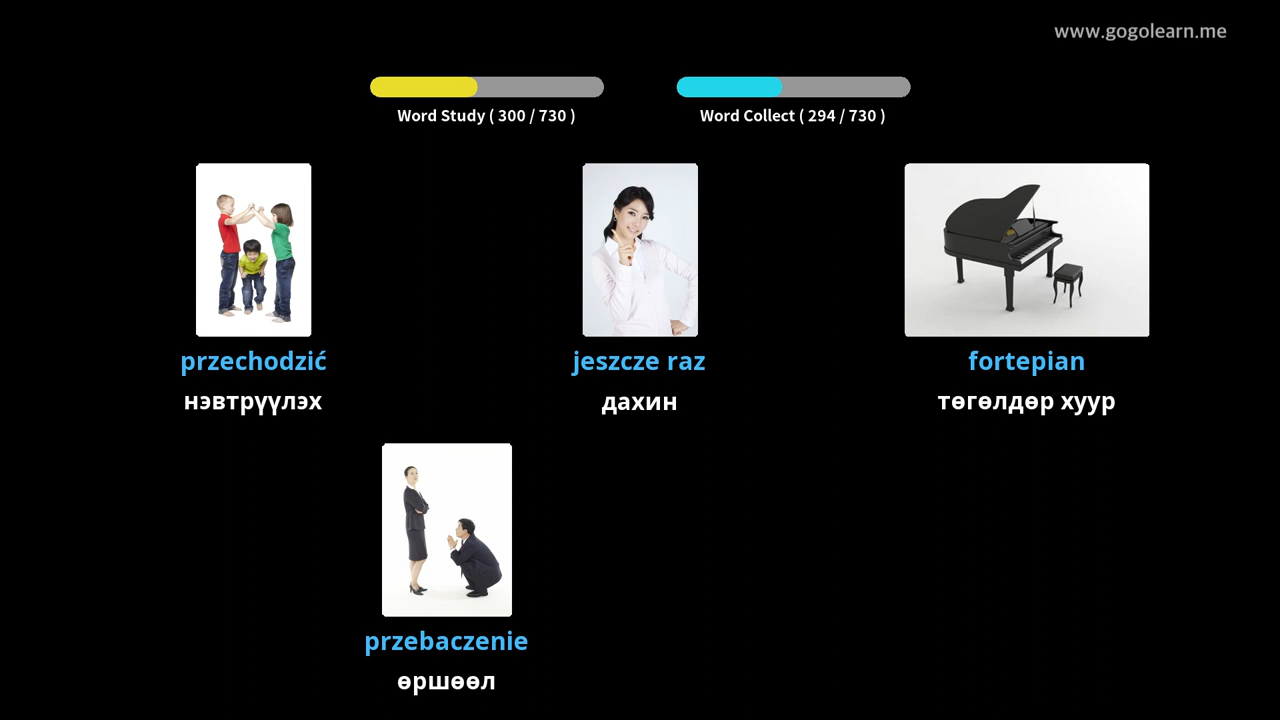 www.gogolearn.me
Word Study ( 300 / 730 )
Word Collect ( 294 / 730 )
przechodzić
нэвтрүүлэх
jeszcze raz
дахин
fortepian
төгөлдөр хуур
przebaczenie
өршөөл